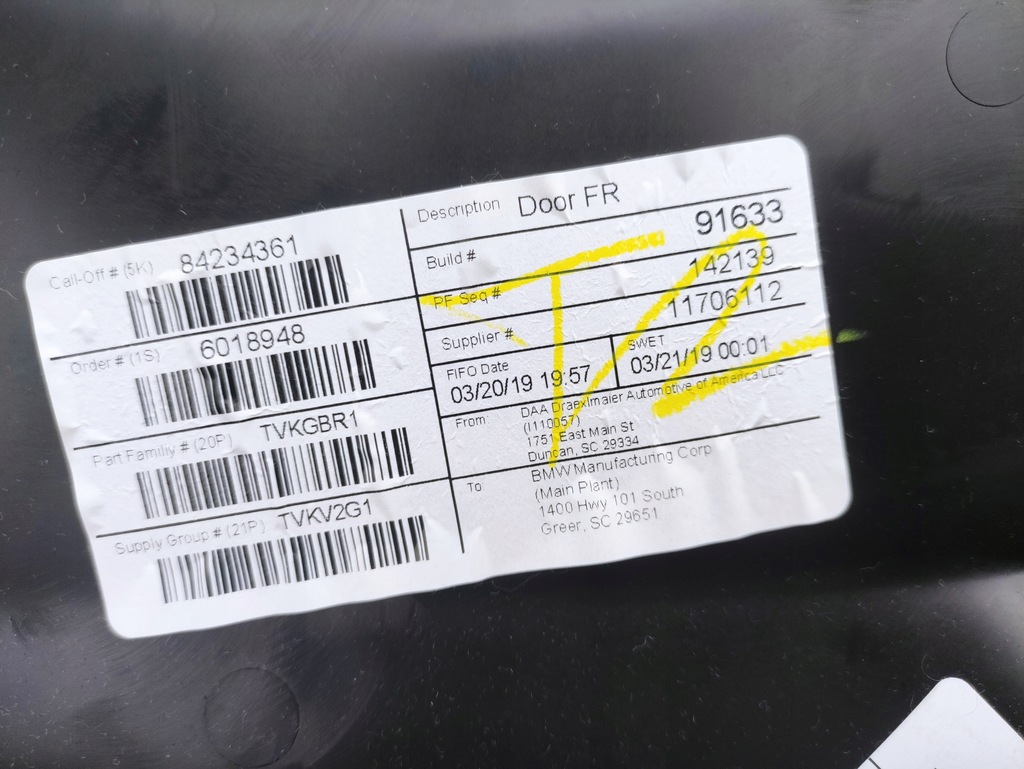 Call-Off # (5K) 84234361
Order # (1S) 6018948
Part Familiy # (20P) TVKGBR1
Supply Group # (21P) TVKV2G1
Description Door FR
Build # 91633
PF Seq # 142139
Supplier # 11706112
FIFO Date
03/20/19 19:57
SWET
03/21/19 00:01
From
DAA Draexlmaier Automotive of America LLC
(110057)
1751 East Main St
Duncan, SC 29334
To
BMW Manufacturing Corp
(Main Plant)
1400 Hwy 101 South
Greer, SC 29651
T2